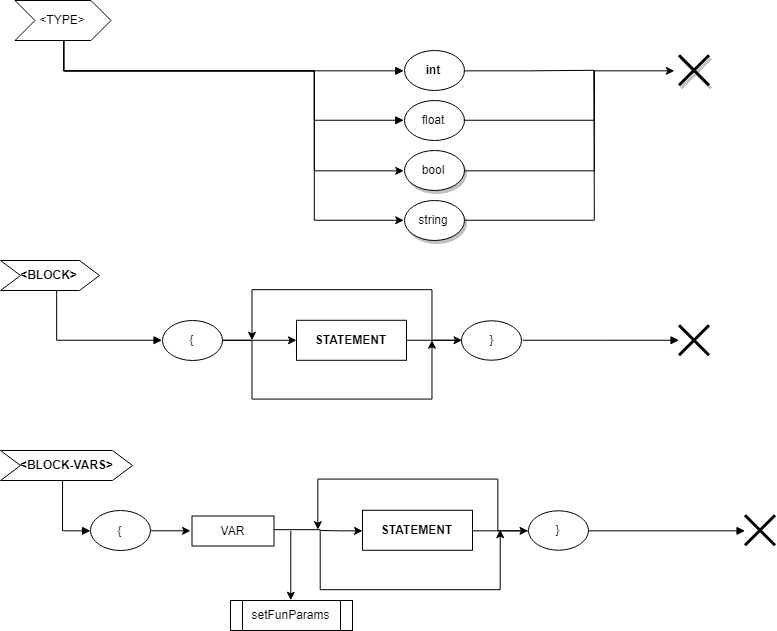 <TYPE>
int
float
bool
string
<BLOCK>
{
STATEMENT
}
<BLOCK-VARS>
{
VAR
STATEMENT
}
setFunParams